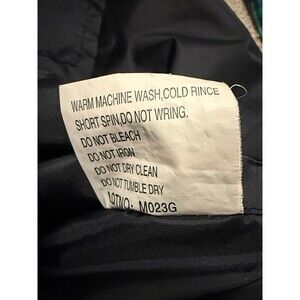 WARM MACHINE WASH,COLD RINCE
SHORT SPIN,DO NOT WRING.
DO NOT BLEACH
DO NOT IRON
DO NOT DRY CLEAN
DO NOT TUMBLE DRY
LOTNO: M023G